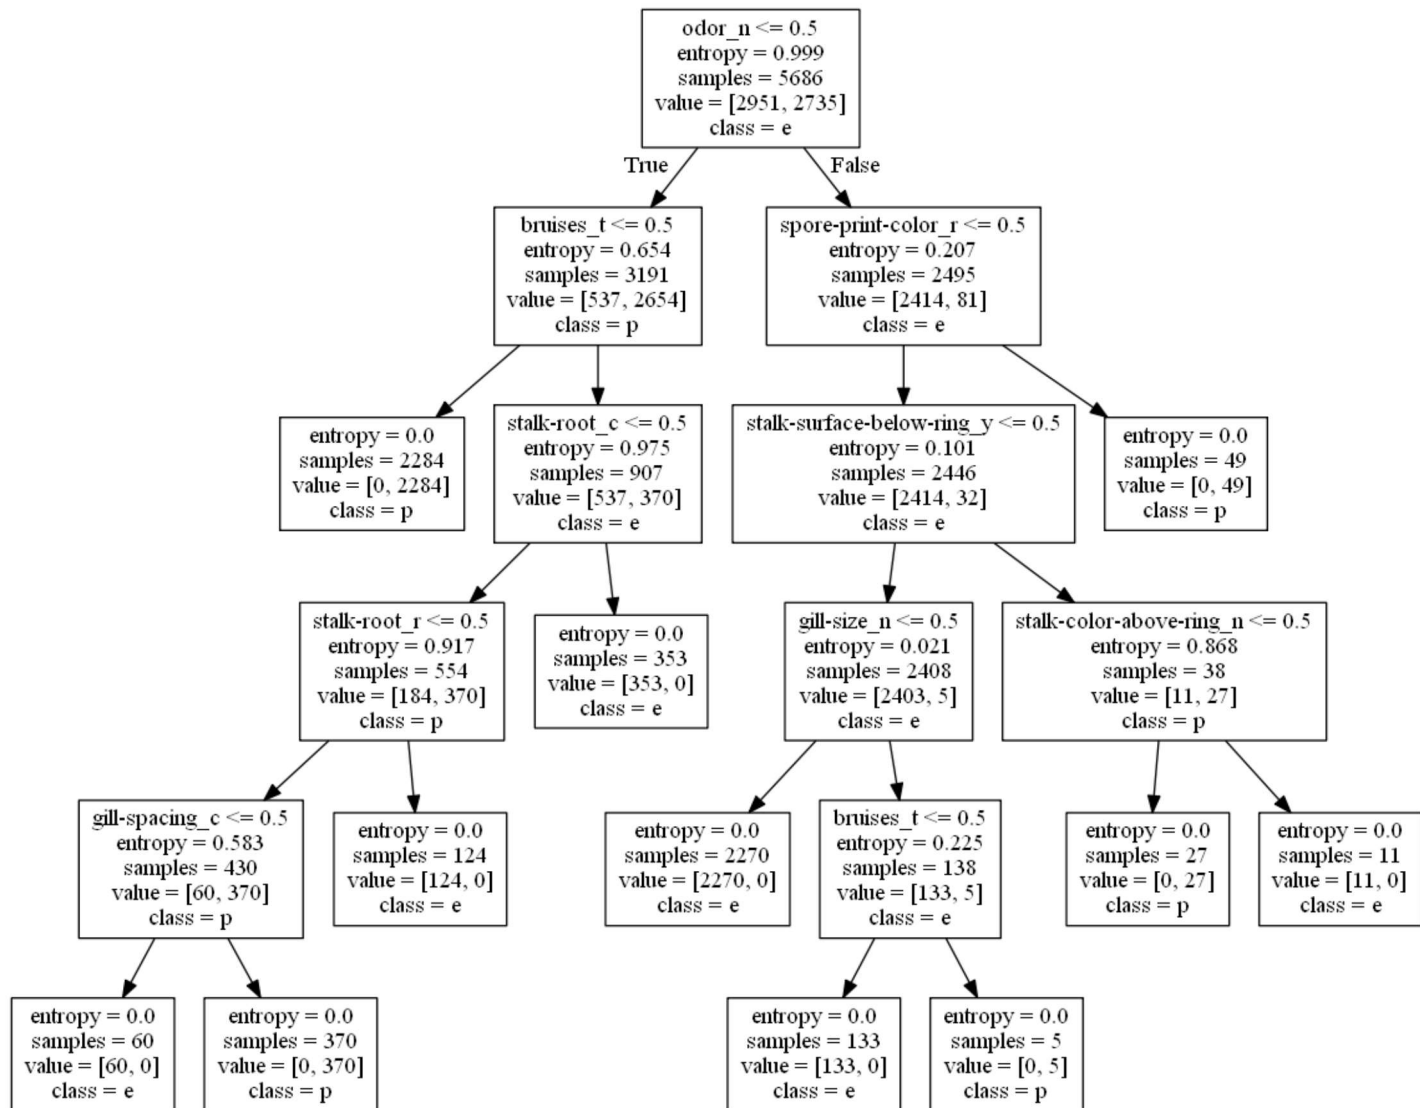 odor_n <= 0.5
entropy = 0.999
samples = 5686
value = [2951, 2735]
class = e
True
False
bruises_t <= 0.5
entropy = 0.654
samples = 3191
value = [537, 2654]
class = p
spore-print-color_r <= 0.5
entropy = 0.207
samples = 2495
value = [2414, 81]
class = e
entropy = 0.0
samples = 2284
value = [0, 2284]
class = p
stalk-root_c <= 0.5
entropy = 0.975
samples = 907
value = [537, 370]
class = e
stalk-surface-below-ring_y <= 0.5
entropy = 0.101
samples = 2446
value = [2414, 32]
class = e
entropy = 0.0
samples = 49
value = [0, 49]
class = p
stalk-root_r <= 0.5
entropy = 0.917
samples = 554
value = [184, 370]
class = p
entropy = 0.0
samples = 353
value = [353, 0]
class = e
gill-size_n <= 0.5
entropy = 0.021
samples = 2408
value = [2403, 5]
class = e
stalk-color-above-ring_n <= 0.5
entropy = 0.868
samples = 38
value = [11, 27]
class = p
gill-spacing_c <= 0.5
entropy = 0.583
samples = 430
value = [60, 370]
class = p
entropy = 0.0
samples = 124
value = [124, 0]
class = e
entropy = 0.0
samples = 2270
value = [2270, 0]
class = e
bruises_t <= 0.5
entropy = 0.225
samples = 138
value = [133, 5]
class = e
entropy = 0.0
samples = 27
value = [0, 27]
class = p
entropy = 0.0
samples = 11
value = [11, 0]
class = e
entropy = 0.0
samples = 60
value = [60, 0]
class = e
entropy = 0.0
samples = 370
value = [0, 370]
class = p
entropy = 0.0
samples = 133
value = [133, 0]
class = e
entropy = 0.0
samples = 5
value = [0, 5]
class = p